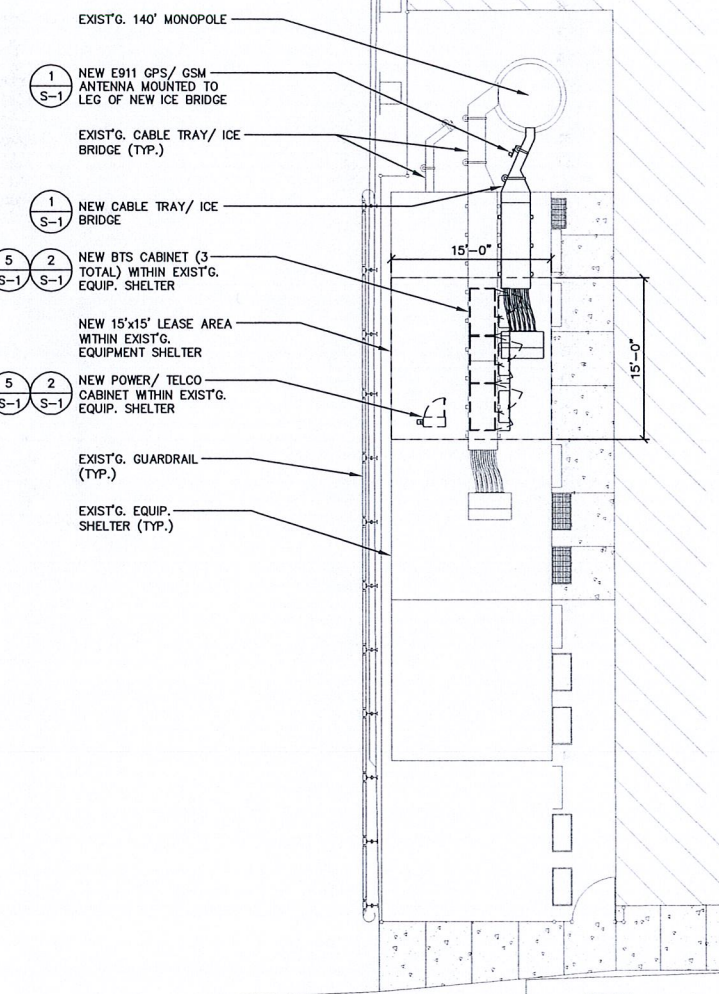 EXIST'G. 140' MONOPOLE
1
S-1
NEW E911 GPS/ GSM
ANTENNA MOUNTED TO
LEG OF NEW ICE BRIDGE
EXIST'G. CABLE TRAY/ ICE
BRIDGE (TYP.)
1
S-1
NEW CABLE TRAY/ ICE
BRIDGE
5
S-1
2
S-1
NEW BTS CABINET (3
TOTAL) WITHIN EXIST'G.
EQUIP. SHELTER
15'-0"
NEW 15'x15' LEASE AREA
WITHIN EXIST'G.
EQUIPMENT SHELTER
15'-0"
5
S-1
2
S-1
NEW POWER/ TELCO
CABINET WITHIN EXIST'G.
EQUIP. SHELTER
EXIST'G. GUARDRAIL
(TYP.)
EXIST'G. EQUIP.
SHELTER (TYP.)